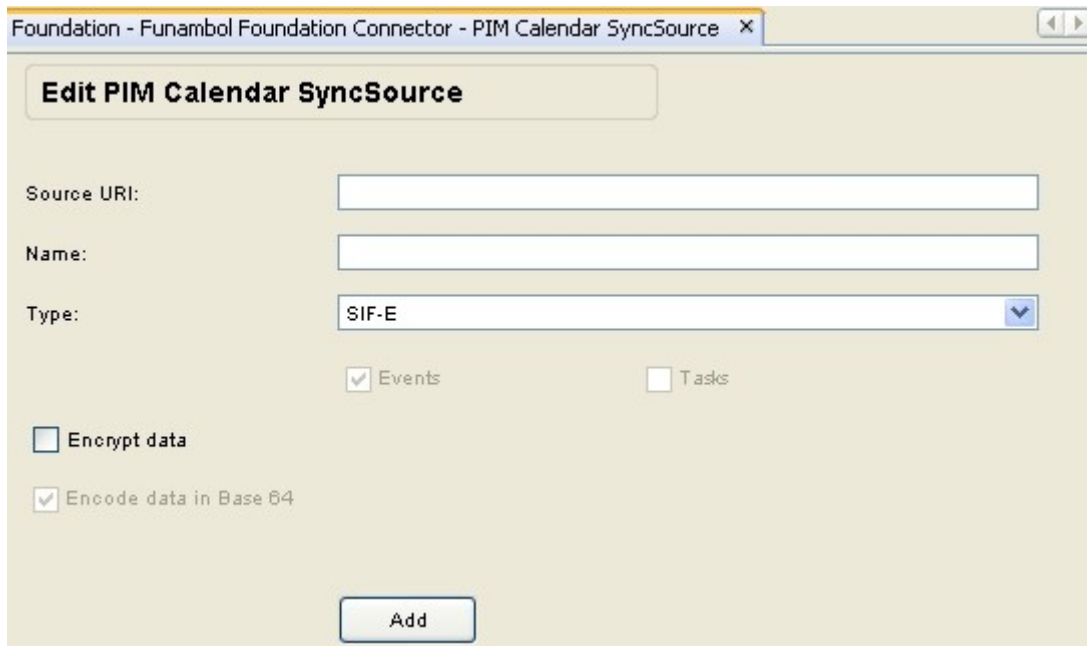 Foundation - Funambol Foundation Connector - PIM Calendar SyncSource
Edit PIM Calendar SyncSource
Source URI:
Name:
Type: SIF-E
Events Tasks
Encrypt data
Encode data in Base 64
Add